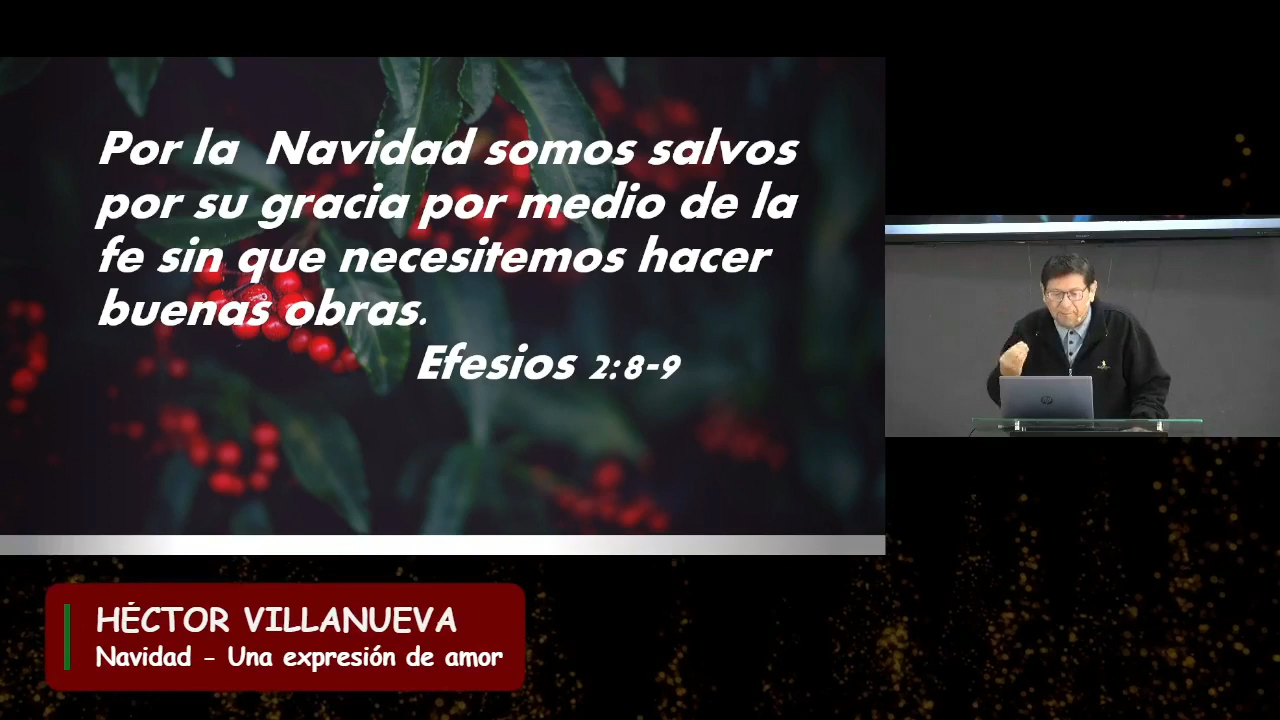 Por la Navidad somos salvos
por su gracia por medio de la
fe sin que necesitemos hacer
buenas obras.
Efesios 2:8-9
HÉCTOR VILLANUEVA
Navidad - Una expresión de amor